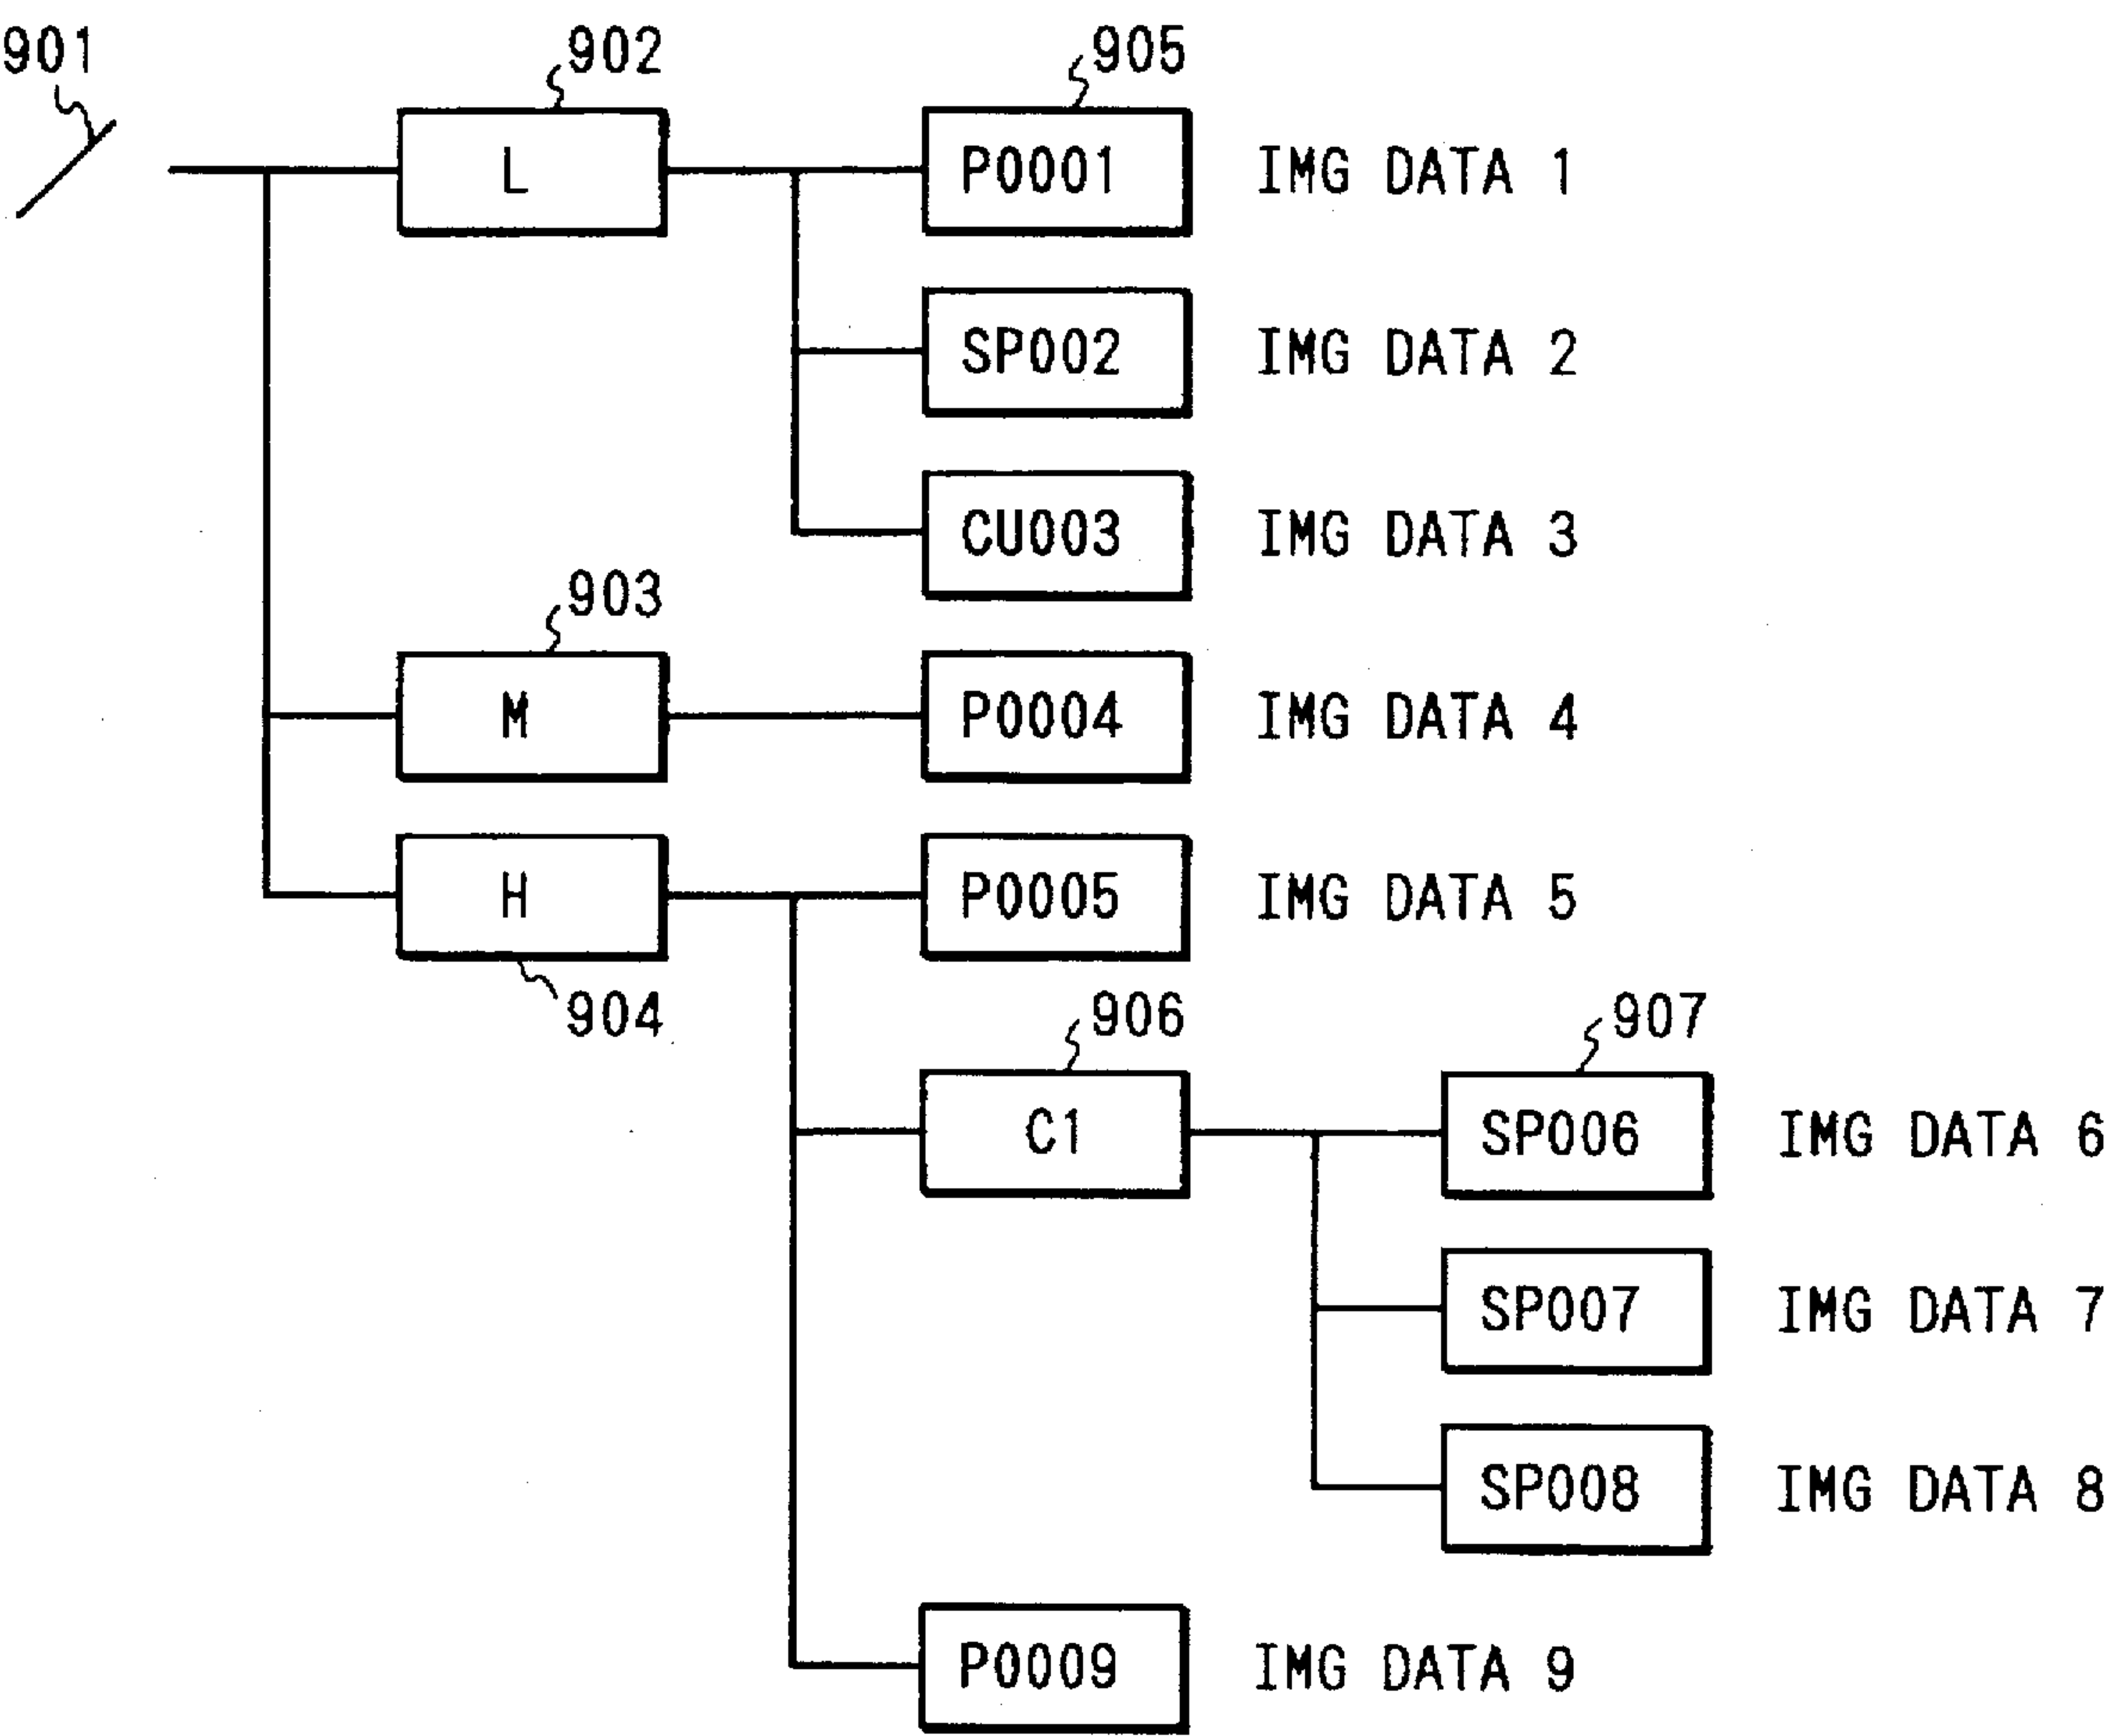 901
902
905
L
P0001
IMG DATA 1
SP002
IMG DATA 2
CU003
IMG DATA 3
903
M
P0004
IMG DATA 4
H
P0005
IMG DATA 5
904
906
907
C1
SP006
IMG DATA 6
SP007
IMG DATA 7
SP008
IMG DATA 8
P0009
IMG DATA 9